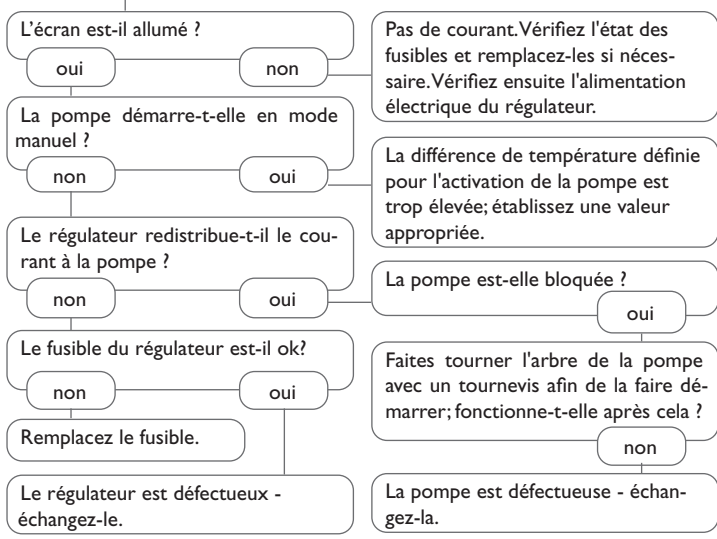 L'écran est-il allumé ?
oui
non
Pas de courant. Vérifiez l'état des
fusibles et remplacez-les si néces-
saire. Vérifiez ensuite l'alimentation
électrique du régulateur.
La pompe démarre-t-elle en mode
manuel ?
non
oui
La différence de température définie
pour l'activation de la pompe est
trop élevée; établissez une valeur
appropriée.
Le régulateur redistribue-t-il le cou-
rant à la pompe ?
non
oui
La pompe est-elle bloquée ?
oui
Le fusible du régulateur est-il ok?
non
oui
Faites tourner l'arbre de la pompe
avec un tournevis afin de la faire dé-
marrer; fonctionne-t-elle après cela ?
non
Remplacez le fusible.
Le régulateur est défectueux -
échangez-le.
La pompe est défectueuse - échan-
gez-la.